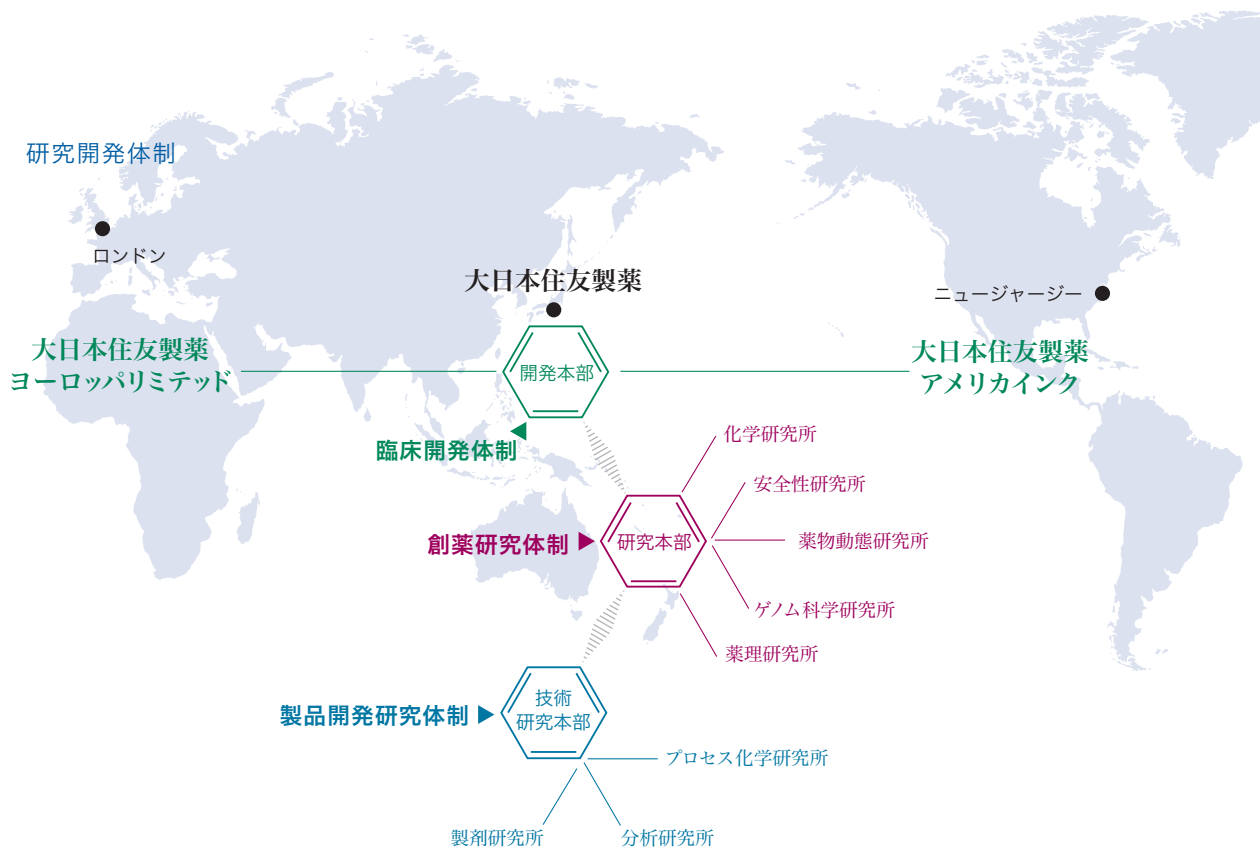 研究開発体制
ロンドン
大日本住友製薬
ニュージャージー
大日本住友製薬
ヨーロッパリミテッド
開発本部
大日本住友製薬
アメリカインク
臨床開発体制
化学研究所
安全性研究所
創薬研究体制
研究本部
薬物動態研究所
ゲノム科学研究所
薬理研究所
製品開発研究体制
技術
研究本部
プロセス化学研究所
製剤研究所
分析研究所